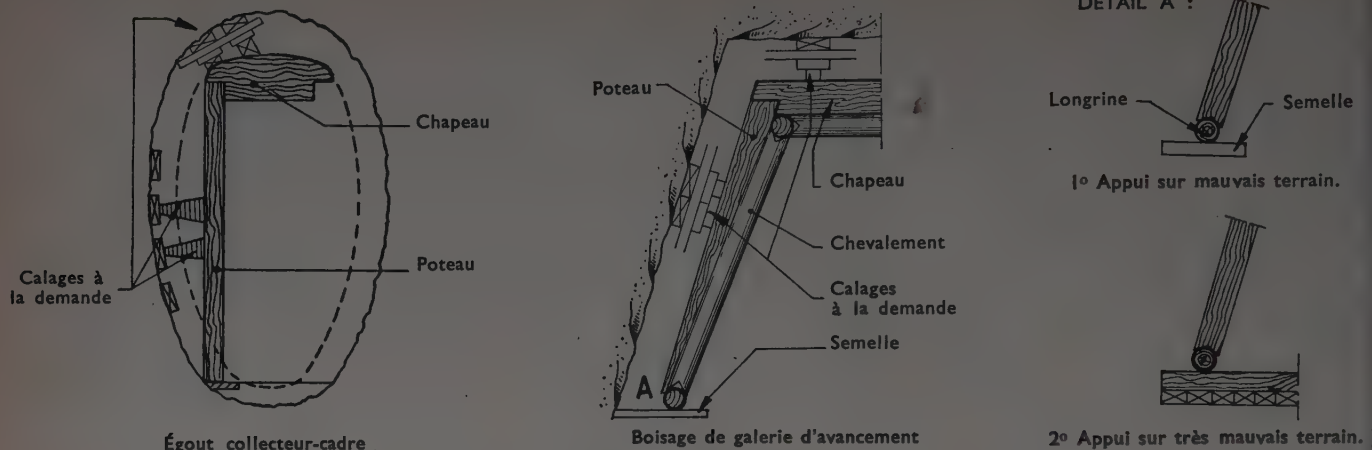 Chapeau
Poteau
Calages à
la demande
Égout collecteur-cadre
Poteau
Chapeau
Chevalement
Calages
à la demande
Semelle
A
Boisage de galerie d'avancement
DÉTAIL A :
Longrine
Semelle
1º Appui sur mauvais terrain.
2º Appui sur très mauvais terrain.